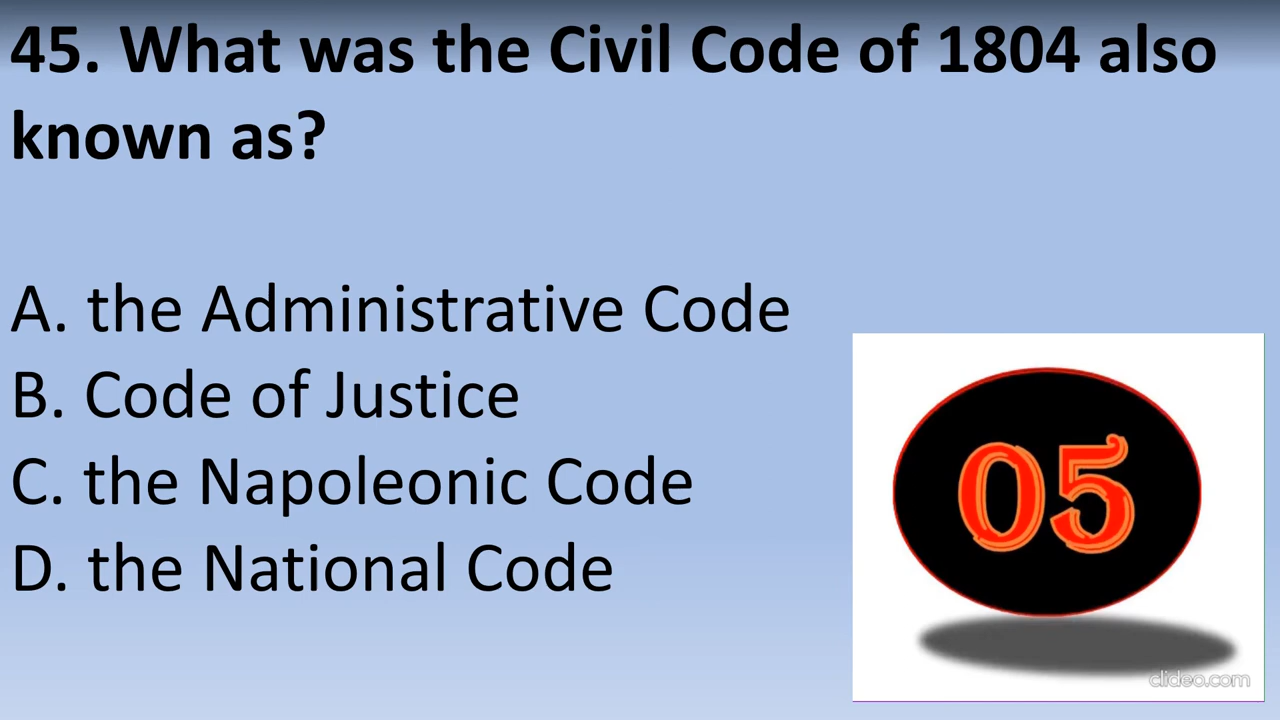 45. What was the Civil Code of 1804 also
known as?
A. the Administrative Code
B. Code of Justice
C. the Napoleonic Code
D. the National Code
05
clideo.com